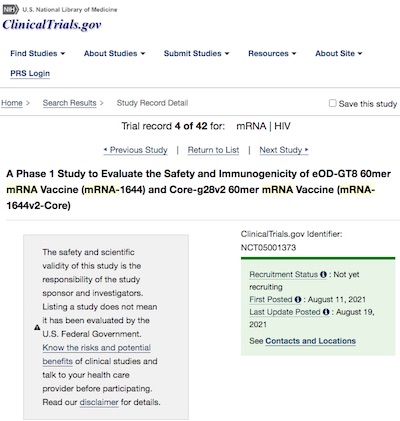 NIH U.S. National Library of Medicine
ClinicalTrials.gov
Find Studies ▾ About Studies ▾ Submit Studies ▾ Resources ▾ About Site ▾
PRS Login
Home > Search Results > Study Record Detail Save this study
Trial record 4 of 42 for: mRNA | HIV
◂ Previous Study | Return to List | Next Study ▸
A Phase 1 Study to Evaluate the Safety and Immunogenicity of eOD-GT8 60mer
mRNA Vaccine (mRNA-1644) and Core-g28v2 60mer mRNA Vaccine (mRNA-
1644v2-Core)
The safety and scientific
validity of this study is the
responsibility of the study
sponsor and investigators.
Listing a study does not mean
it has been evaluated by the
U.S. Federal Government.
Know the risks and potential
benefits of clinical studies and
talk to your health care
provider before participating.
Read our disclaimer for details.
ClinicalTrials.gov Identifier:
NCT05001373
Recruitment Status : Not yet
recruiting
First Posted : August 11, 2021
Last Update Posted : August 19,
2021
See Contacts and Locations